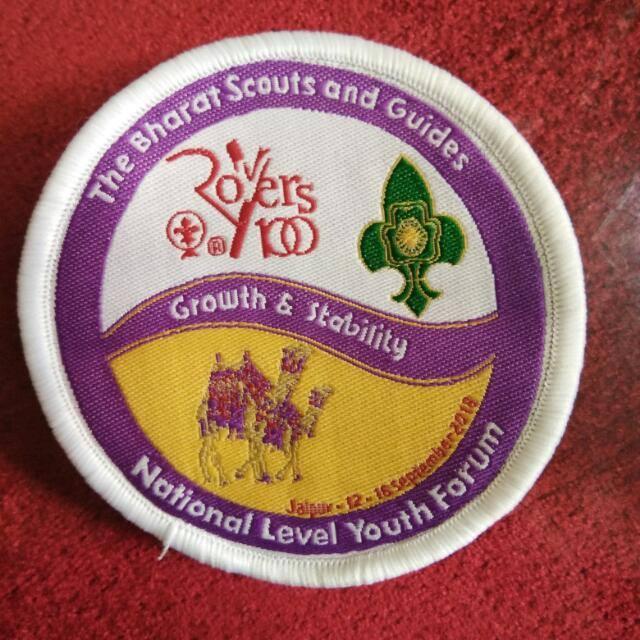 The Bharat Scouts and Guides
Rovers
100
R
Growth & Stability
Jaipur - 12 - 16 September 2018
National Level Youth Forum